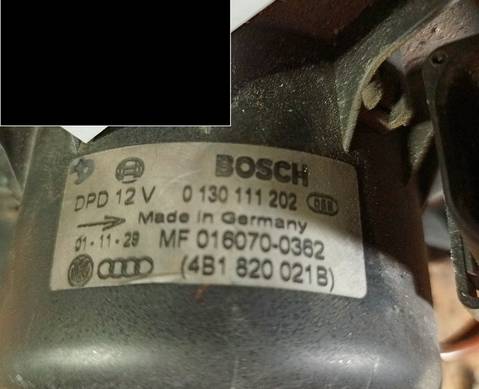 BOSCH
DPD 12 V 0 130 111 202
Made in Germany
01-11-29 MF 016070-0362
(4B1 820 021B)